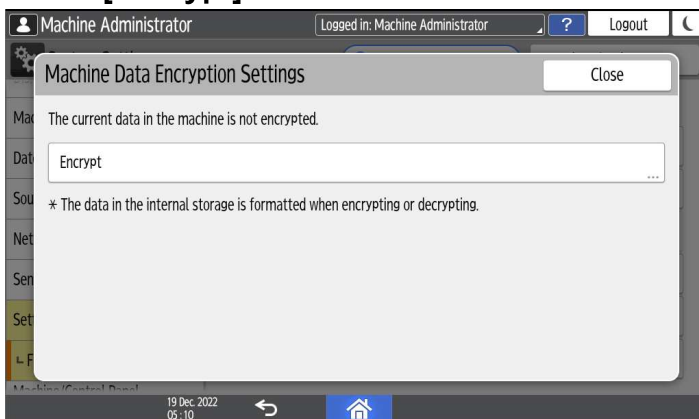 Machine Administrator
Logged in: Machine Administrator
?
Logout
Machine Data Encryption Settings
Close
The current data in the machine is not encrypted.
Encrypt
...
* The data in the internal storage is formatted when encrypting or decrypting.
19 Dec. 2022
05 : 10